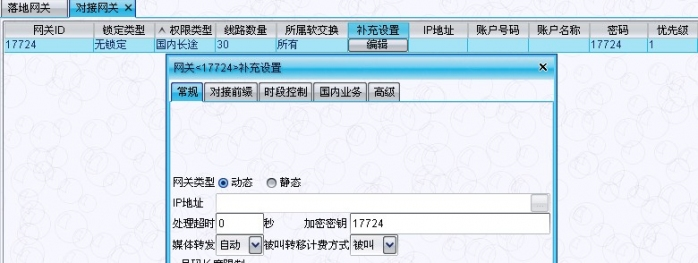 落地网关 对接网关 ×
网关ID 锁定类型 ^ 权限类型 线路数量 所属软交换 补充设置 IP地址 账户号码 账户名称 密码 优先级
17724 无锁定 国内长途 30 所有 编辑 17724 1
网关<17724>补充设置 ×
常规 对接前缀 时段控制 国内业务 高级
网关类型 动态 静态
IP地址
处理超时 0 秒 加密密钥 17724
媒体转发 自动 被叫转移计费方式 被叫
号码长度限制